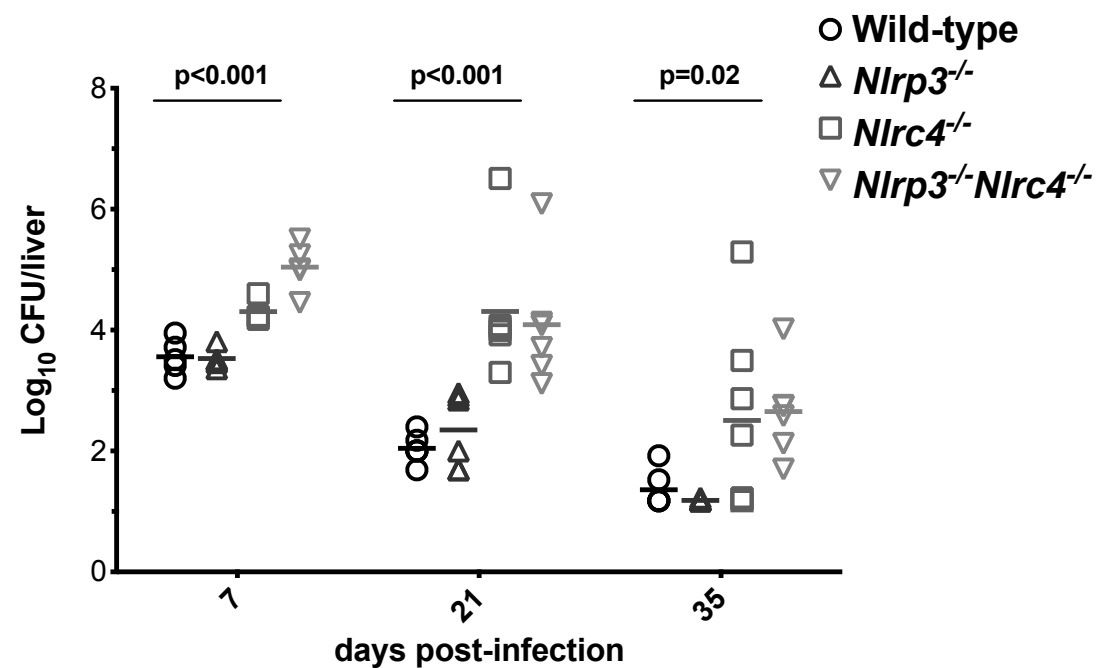 Wild-type
Nlrp3-/-
Nlrc4-/-
Nlrp3-/-Nlrc4-/-
p<0.001 p<0.001 p=0.02
8
6
4
2
0
Log10 CFU/liver
7 21 35
days post-infection